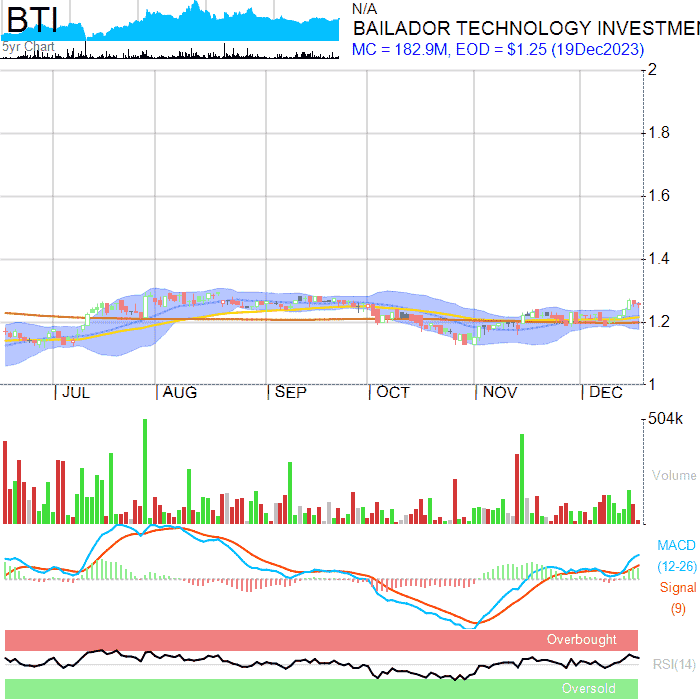 BTI
5yr Chart
N/A
BAILADOR TECHNOLOGY INVESTMEN
MC = 182.9M, EOD = $1.25 (19Dec2023)
2
1.8
1.6
1.4
1.2
1
JUL AUG SEP OCT NOV DEC
504k
Volume
MACD
(12-26)
Signal
(9)
Overbought
RSI(14)
Oversold